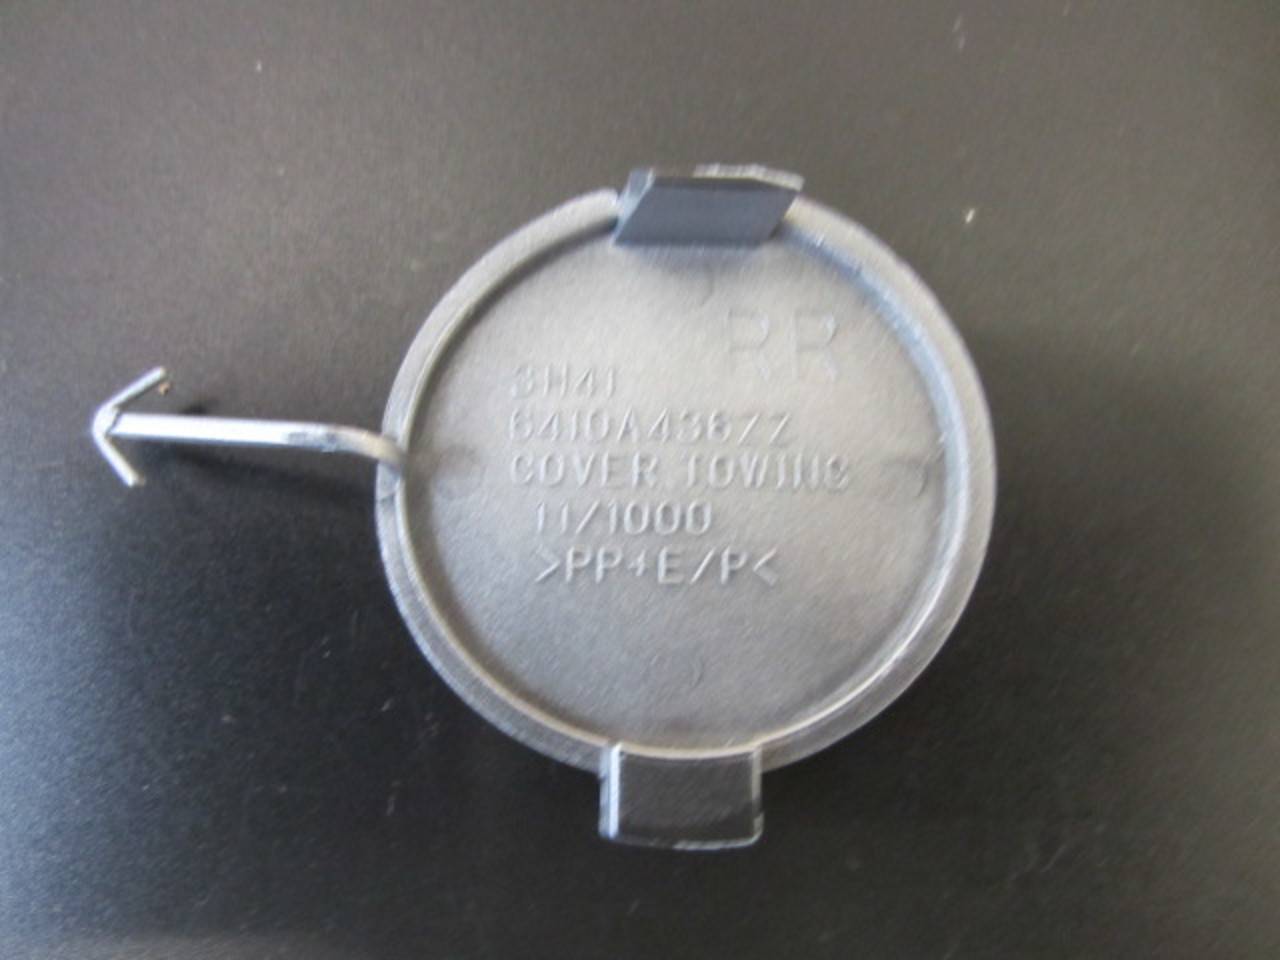 RR
3H41
6410A436ZZ
COVER TOWING
11/1000
>PP+E/P<